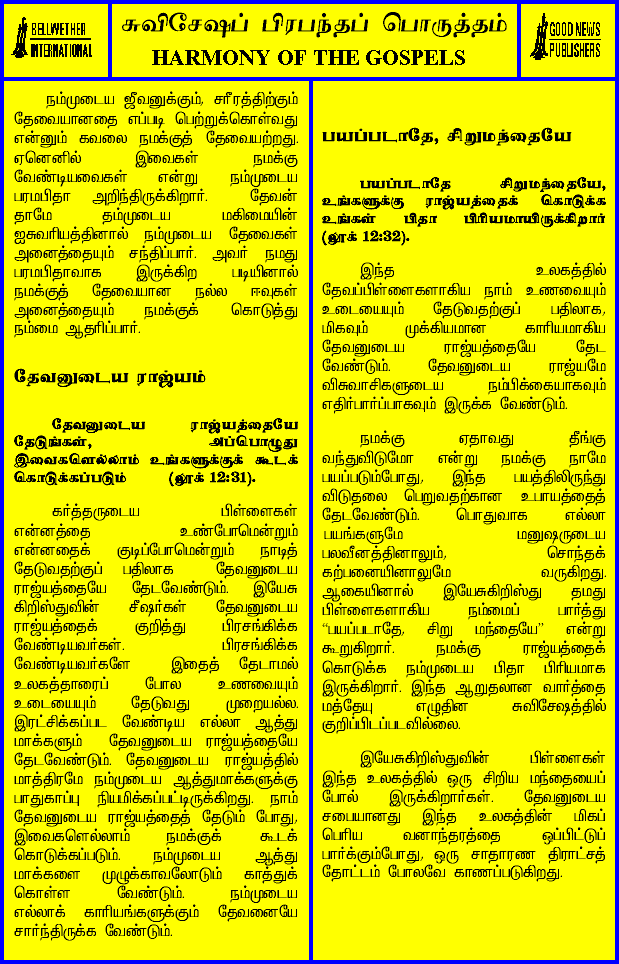 BELLWETHER
INTERNATIONAL
சுவிசேஷப் பிரபந்தப் பொருத்தம்
HARMONY OF THE GOSPELS
GOOD NEWS
PUBLISHERS
நம்முடைய ஜீவனுக்கும், சரீரத்திற்கும்
தேவையானதை எப்படி பெற்றுக்கொள்வது
என்னும் கவலை நமக்குத் தேவையற்றது.
ஏனெனில் இவைகள் நமக்கு
வேண்டியவைகள் என்று நம்முடைய
பரமபிதா அறிந்திருக்கிறார். தேவன்
தாமே தம்முடைய மகிமையின்
ஐசுவரியத்தினால் நம்முடைய தேவைகள்
அனைத்தையும் சந்திப்பார். அவர் நமது
பரமபிதாவாக இருக்கிற படியினால்
நமக்குத் தேவையான நல்ல ஈவுகள்
அனைத்தையும் நமக்குக் கொடுத்து
நம்மை ஆதரிப்பார்.
தேவனுடைய ராஜ்யம்
தேவனுடைய ராஜ்யத்தையே
தேடுங்கள், அப்பொழுது
இவைகளெல்லாம் உங்களுக்குக் கூடக்
கொடுக்கப்படும் (லூக் 12:31).
கர்த்தருடைய பிள்ளைகள்
என்னத்தை உண்போமென்றும்
என்னதைக் குடிப்போமென்றும் நாடித்
தேடுவதற்குப் பதிலாக தேவனுடைய
ராஜ்யத்தையே தேடவேண்டும். இயேசு
கிறிஸ்துவின் சீஷர்கள் தேவனுடைய
ராஜ்யத்தைக் குறித்து பிரசங்கிக்க
வேண்டியவர்கள். பிரசங்கிக்க
வேண்டியவர்களே இதைத் தேடாமல்
உலகத்தாரைப் போல உணவையும்
உடையையும் தேடுவது முறையல்ல.
இரட்சிக்கப்பட வேண்டிய எல்லா ஆத்து
மாக்களும் தேவனுடைய ராஜ்யத்தையே
தேடவேண்டும். தேவனுடைய ராஜ்யத்தில்
மாத்திரமே நம்முடைய ஆத்துமாக்களுக்கு
பாதுகாப்பு நியமிக்கப்பட்டிருக்கிறது. நாம்
தேவனுடைய ராஜ்யத்தைத் தேடும் போது,
இவைகளெல்லாம் நமக்குக் கூடக்
கொடுக்கப்படும். நம்முடைய ஆத்து
மாக்களை முழுக்காவலோடும் காத்துக்
கொள்ள வேண்டும். நம்முடைய
எல்லாக் காரியங்களுக்கும் தேவனையே
சார்ந்திருக்க வேண்டும்.
பயப்படாதே, சிறுமந்தையே
பயப்படாதே சிறுமந்தையே,
உங்களுக்கு ராஜ்யத்தைக் கொடுக்க
உங்கள் பிதா பிரியமாயிருக்கிறார்
(லூக் 12:32).
இந்த உலகத்தில்
தேவப்பிள்ளைகளாகிய நாம் உணவையும்
உடையையும் தேடுவதற்குப் பதிலாக,
மிகவும் முக்கியமான காரியமாகிய
தேவனுடைய ராஜ்யத்தையே தேட
வேண்டும். தேவனுடைய ராஜ்யமே
விசுவாசிகளுடைய நம்பிக்கையாகவும்
எதிர்பார்ப்பாகவும் இருக்க வேண்டும்.
நமக்கு ஏதாவது தீங்கு
வந்துவிடுமோ என்று நமக்கு நாமே
பயப்படும்போது, இந்த பயத்திலிருந்து
விடுதலை பெறுவதற்கான உபாயத்தைத்
தேடவேண்டும். பொதுவாக எல்லா
பயங்களுமே மனுஷருடைய
பலவீனத்தினாலும், சொந்தக்
கற்பனையினாலுமே வருகிறது.
ஆகையினால் இயேசுகிறிஸ்து தமது
பிள்ளைகளாகிய நம்மைப் பார்த்து
“பயப்படாதே, சிறு மந்தையே” என்று
கூறுகிறார். நமக்கு ராஜ்யத்தைக்
கொடுக்க நம்முடைய பிதா பிரியமாக
இருக்கிறார். இந்த ஆறுதலான வார்த்தை
மத்தேயு எழுதின சுவிசேஷத்தில்
குறிப்பிடப்படவில்லை.
இயேசுகிறிஸ்துவின் பிள்ளைகள்
இந்த உலகத்தில் ஒரு சிறிய மந்தையைப்
போல் இருக்கிறார்கள். தேவனுடைய
சபையானது இந்த உலகத்தின் மிகப்
பெரிய வனாந்தரத்தை ஒப்பிட்டுப்
பார்க்கும்போது, ஒரு சாதாரண திராட்சத்
தோட்டம் போலவே காணப்படுகிறது.